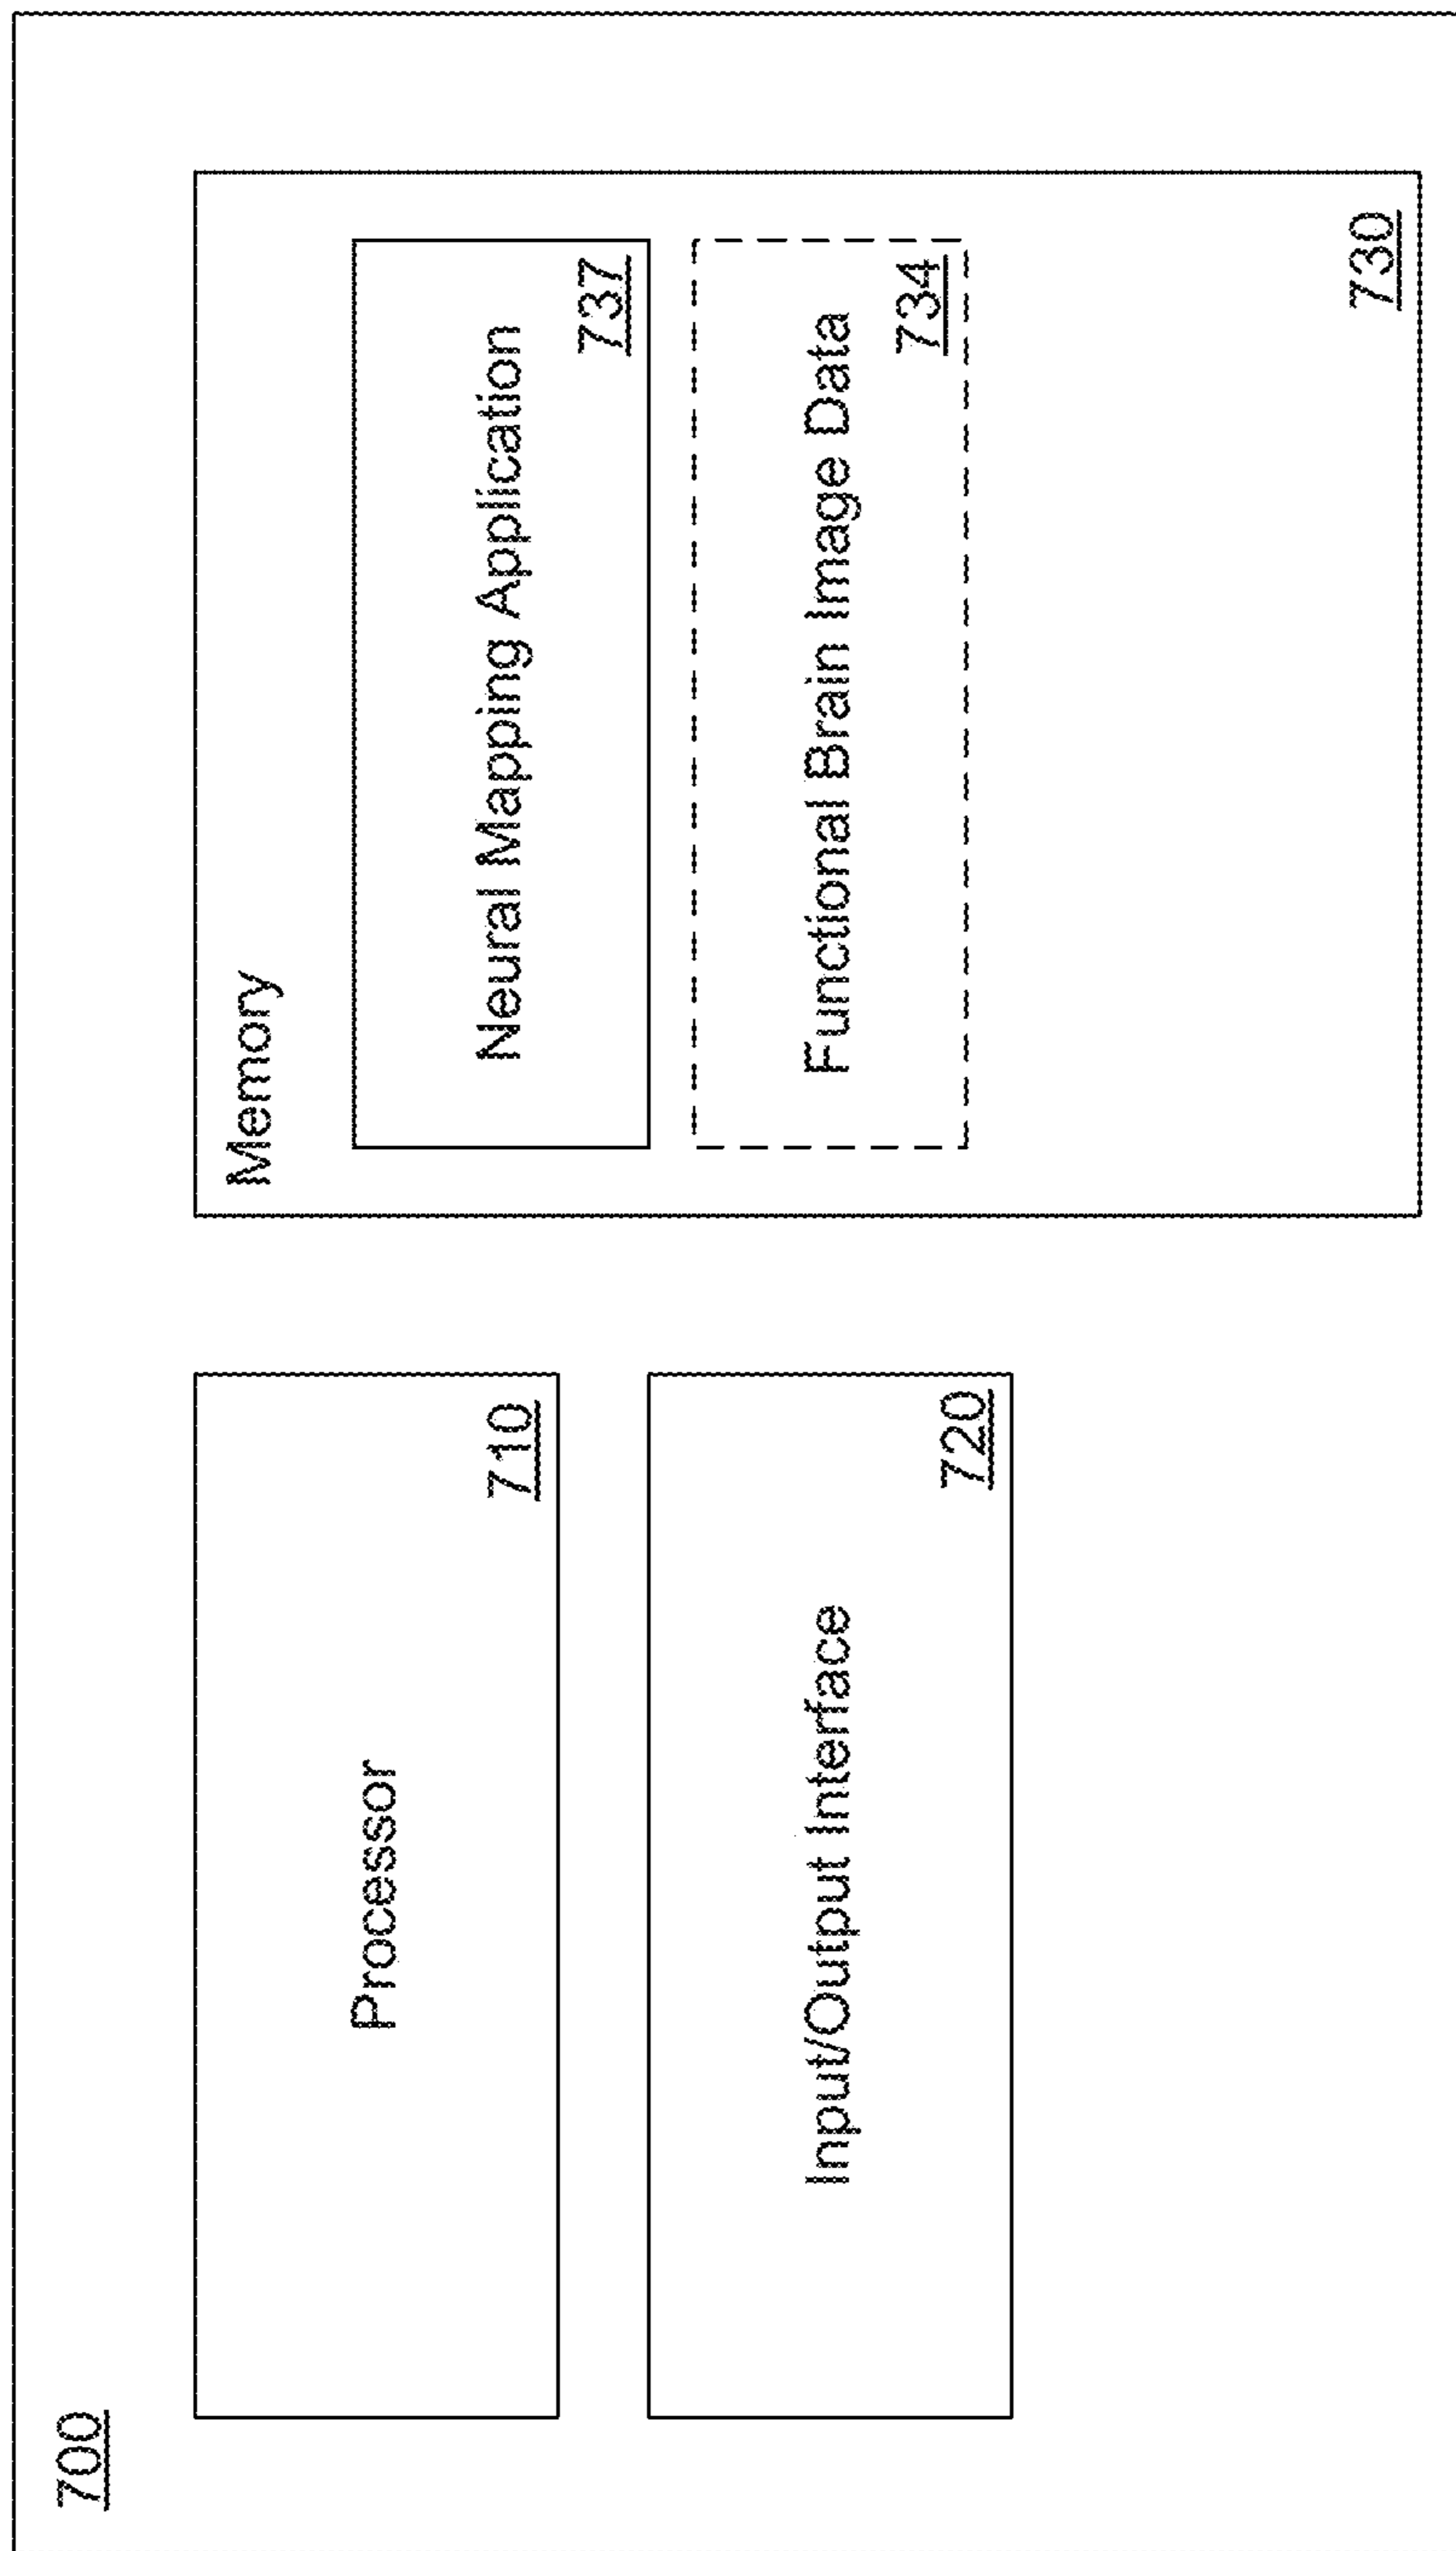 700
Processor
710
Input/Output Interface
720
Memory
Neural Mapping Application
737
Functional Brain Image Data
734
730